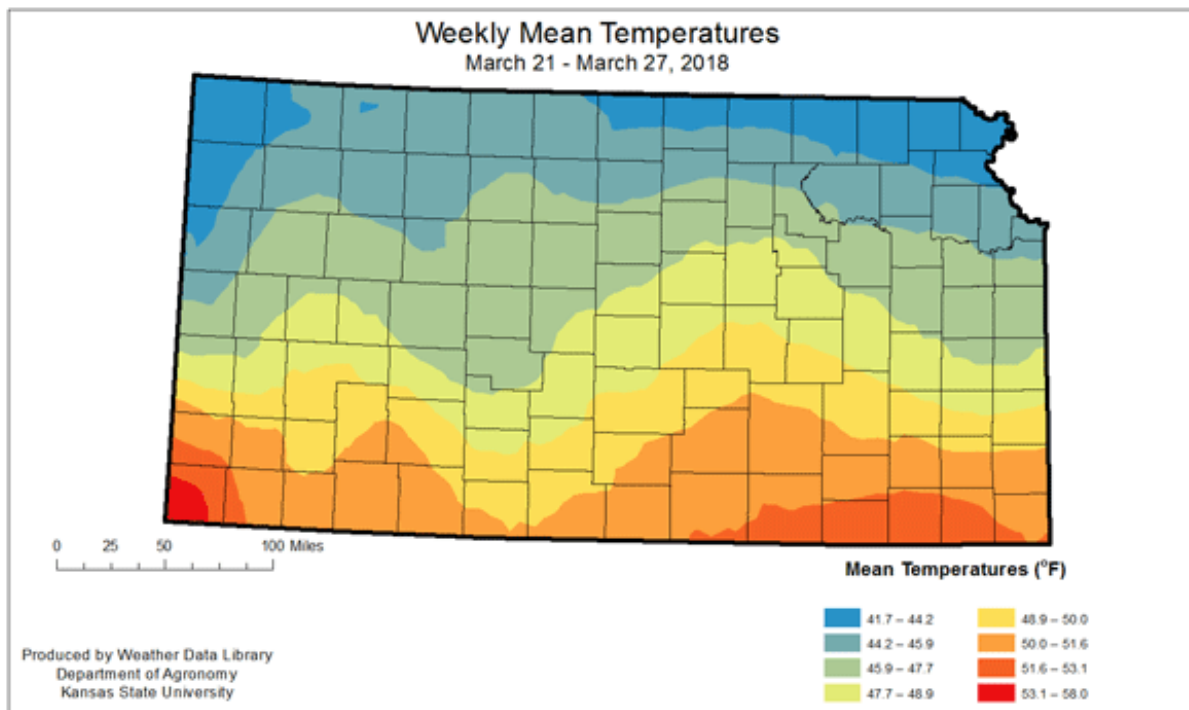 Weekly Mean Temperatures
March 21 - March 27, 2018
0 25 50 100 Miles
Mean Temperatures (°F)
41.7 – 44.2
44.2 – 45.9
45.9 – 47.7
47.7 – 48.9
48.9 – 50.0
50.0 – 51.6
51.6 – 53.1
53.1 – 58.0
Produced by Weather Data Library
Department of Agronomy
Kansas State University